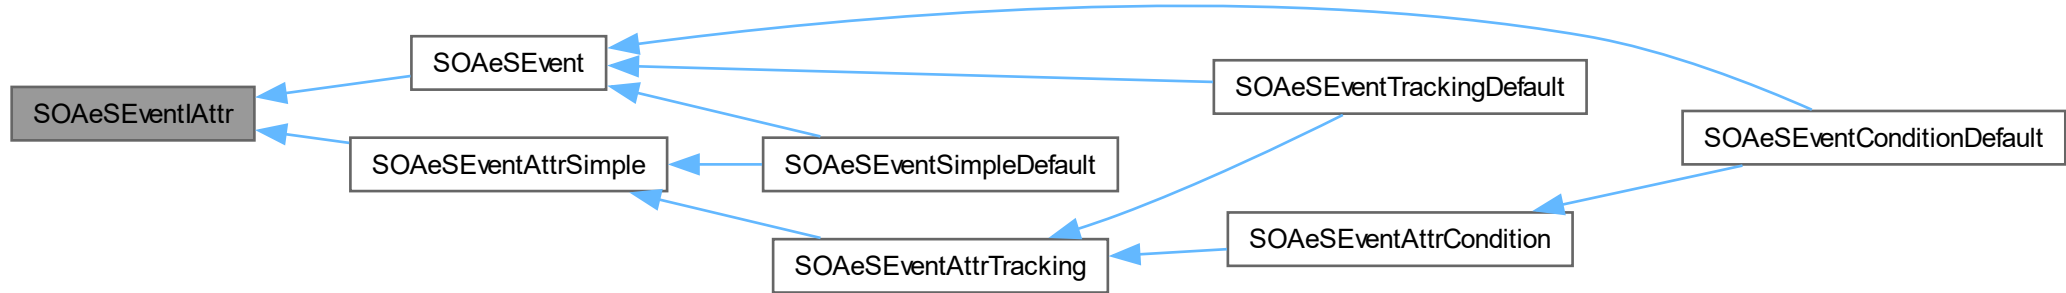 SOAeSEventIAttr
SOAeSEvent
SOAeSEventAttrSimple
SOAeSEventTrackingDefault
SOAeSEventSimpleDefault
SOAeSEventAttrTracking
SOAeSEventConditionDefault
SOAeSEventAttrCondition